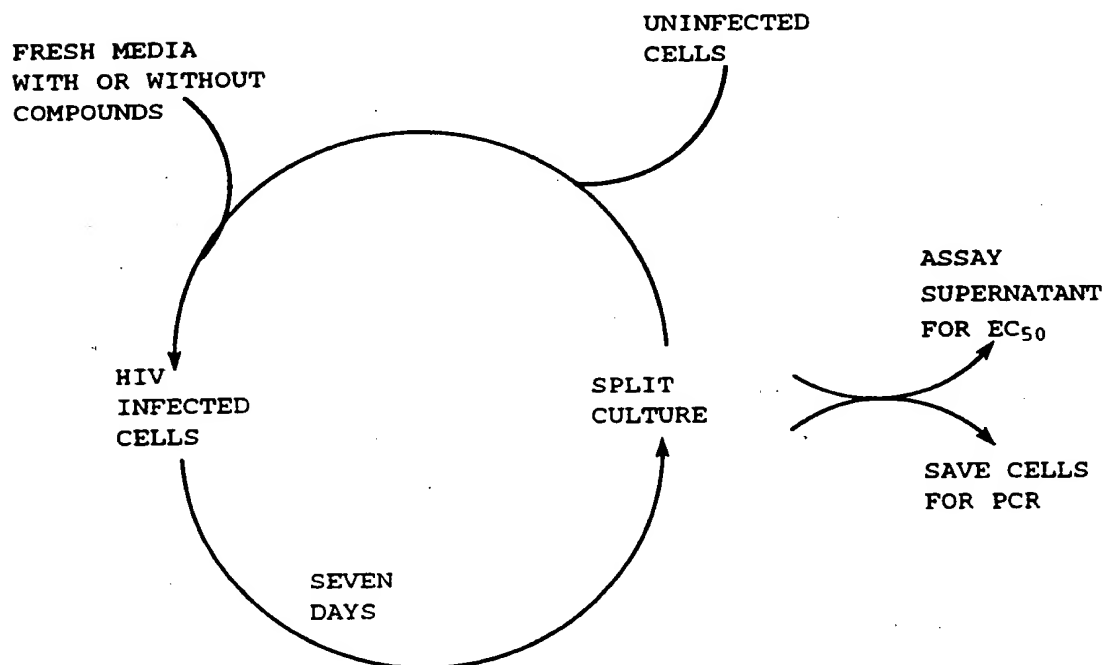 FRESH MEDIA
WITH OR WITHOUT
COMPOUNDS
UNINFECTED
CELLS
ASSAY
SUPERNATANT
FOR EC₅₀
HIV
INFECTED
CELLS
SPLIT
CULTURE
SAVE CELLS
FOR PCR
SEVEN
DAYS